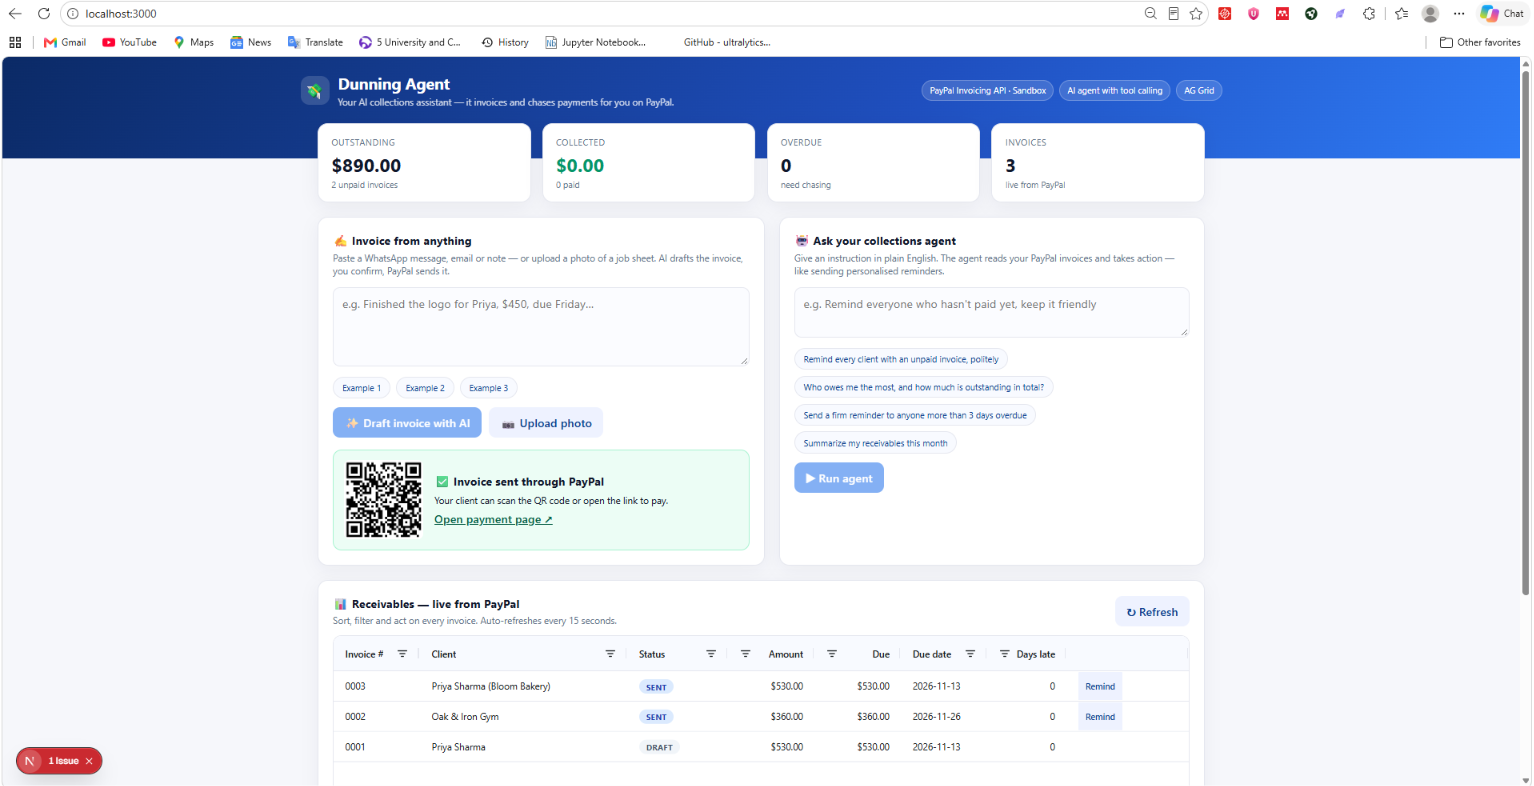 localhost:3000
Chat
Gmail
YouTube
Maps
News
Translate
5 University and C...
History
Jupyter Notebook...
GitHub - ultralytics...
Other favorites
Dunning Agent
Your AI collections assistant — it invoices and chases payments for you on PayPal.
PayPal Invoicing API · Sandbox
AI agent with tool calling
AG Grid
OUTSTANDING
$890.00
2 unpaid invoices
COLLECTED
$0.00
0 paid
OVERDUE
0
need chasing
INVOICES
3
live from PayPal
Invoice from anything
Paste a WhatsApp message, email or note — or upload a photo of a job sheet. AI drafts the invoice,
you confirm, PayPal sends it.
e.g. Finished the logo for Priya, $450, due Friday...
Example 1
Example 2
Example 3
Draft invoice with AI
Upload photo
Invoice sent through PayPal
Your client can scan the QR code or open the link to pay.
Open payment page ↗
Ask your collections agent
Give an instruction in plain English. The agent reads your PayPal invoices and takes action —
like sending personalised reminders.
e.g. Remind everyone who hasn't paid yet, keep it friendly
Remind every client with an unpaid invoice, politely
Who owes me the most, and how much is outstanding in total?
Send a firm reminder to anyone more than 3 days overdue
Summarize my receivables this month
▶ Run agent
Receivables — live from PayPal
Sort, filter and act on every invoice. Auto-refreshes every 15 seconds.
↻ Refresh
Invoice # Client Status Amount Due Due date Days late
0003 Priya Sharma (Bloom Bakery) SENT $530.00 $530.00 2026-11-13 0 Remind
0002 Oak & Iron Gym SENT $360.00 $360.00 2026-11-26 0 Remind
0001 Priya Sharma DRAFT $530.00 $530.00 2026-11-13 0
N 1 Issue ×